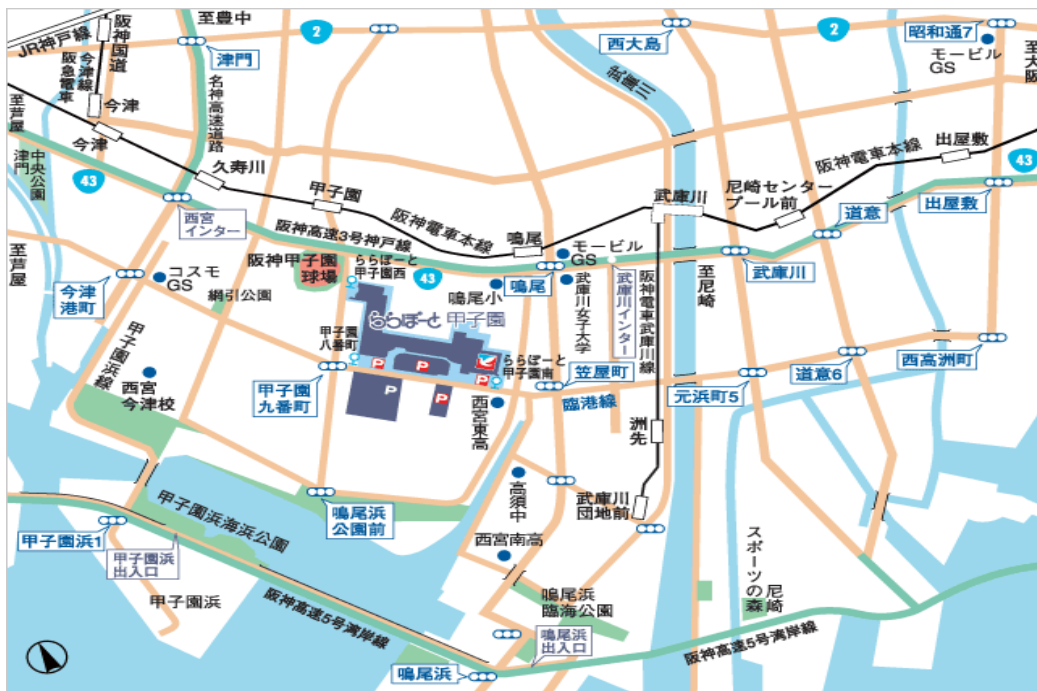 至豊中
阪神国道
JR神戸線
2
西大島
2
昭和通7
モービル
GS
至大阪
津門
今津線
阪急電車
名神高速道路
武庫川
至芦屋
今津
今津
久寿川
出屋敷
阪神電車本線
43
中央公園
津門
43
甲子園
武庫川
尼崎センター
プール前
出屋敷
西宮
インター
阪神高速3号神戸線
阪神電車本線
鳴尾
道意
至芦屋
コスモ
GS
阪神甲子園
球場
ららぽーと
甲子園西
43
モービル
GS
鳴尾
武庫川
至尼崎
今津
港町
網引公園
鳴尾小
武庫川女子大学
武庫川インター
阪神電車武庫川線
ららぽーと 甲子園
甲子園
八番町
P
P
P
P
P
ららぽーと
甲子園南
笠屋町
西高洲町
道意6
元浜町5
甲子園浜線
西宮
今津校
甲子園
九番町
臨港線
西宮東高
洲先
高須中
武庫川
団地前
鳴尾浜
公園前
甲子園浜海浜公園
甲子園浜1
甲子園浜
出入口
甲子園浜
西宮南高
スポーツの森
尼崎
鳴尾浜
臨海公園
阪神高速5号湾岸線
鳴尾浜
出入口
阪神高速5号湾岸線
鳴尾浜